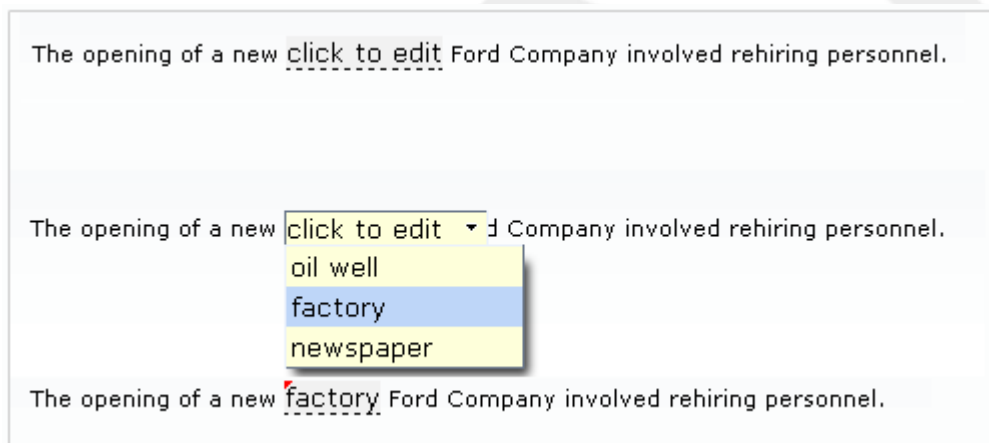 The opening of a new click to edit Ford Company involved rehiring personnel.
The opening of a new click to edit d Company involved rehiring personnel.
oil well
factory
newspaper
The opening of a new factory Ford Company involved rehiring personnel.